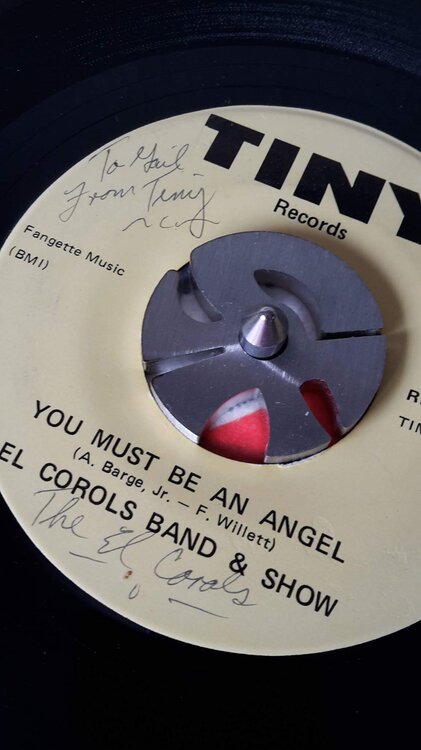 TINY
Records
To Gail
From Tiny
Fangette Music
(BMI)
R
TIM
YOU MUST BE AN ANGEL
(A. Barge, Jr. – F. Willett)
EL COROLS BAND & SHOW
The El Corols